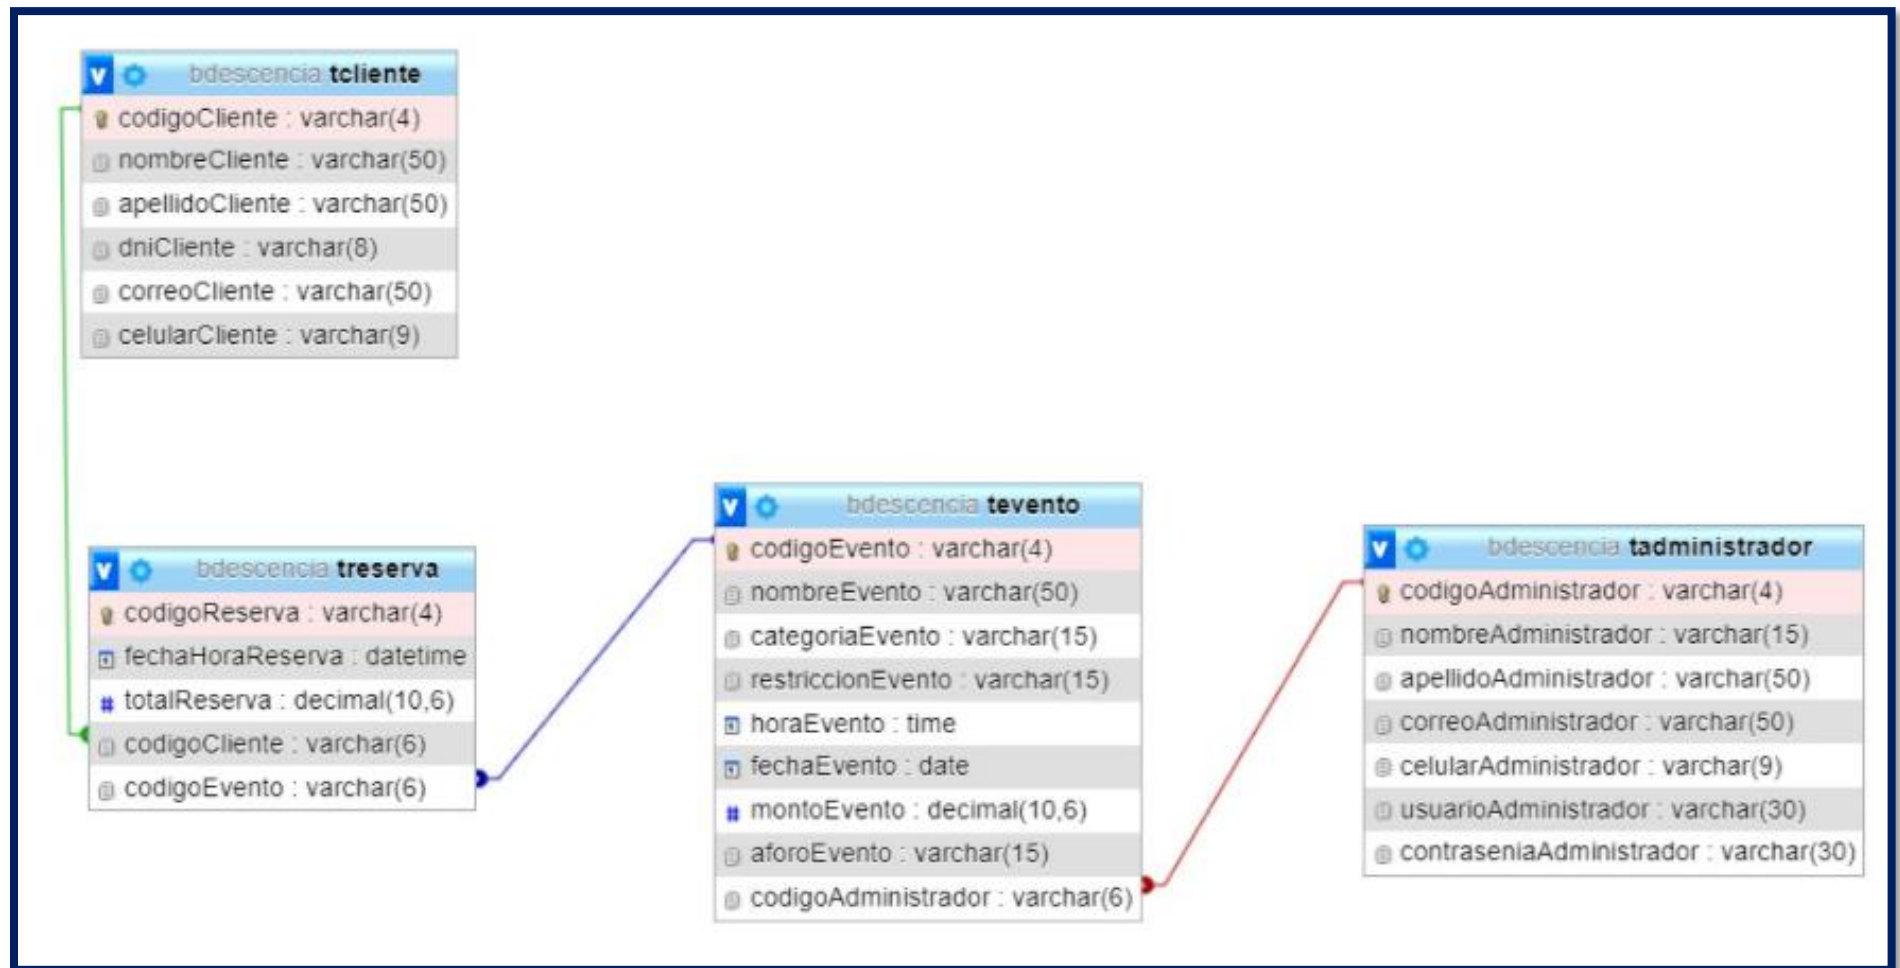 bdescencia tcliente
codigoCliente : varchar(4)
nombreCliente : varchar(50)
apellidoCliente : varchar(50)
dniCliente : varchar(8)
correoCliente : varchar(50)
celularCliente : varchar(9)
bdescencia treserva
codigoReserva : varchar(4)
fechaHoraReserva : datetime
totalReserva : decimal(10,6)
codigoCliente : varchar(6)
codigoEvento : varchar(6)
bdescencia tevento
codigoEvento : varchar(4)
nombreEvento : varchar(50)
categoriaEvento : varchar(15)
restriccionEvento : varchar(15)
horaEvento : time
fechaEvento : date
montoEvento : decimal(10,6)
aforoEvento : varchar(15)
codigoAdministrador : varchar(6)
bdescencia tadministrador
codigoAdministrador : varchar(4)
nombreAdministrador : varchar(15)
apellidoAdministrador : varchar(50)
correoAdministrador : varchar(50)
celularAdministrador : varchar(9)
usuarioAdministrador : varchar(30)
contraseniaAdministrador : varchar(30)